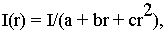 I(r) = I/(a + br + cr²),